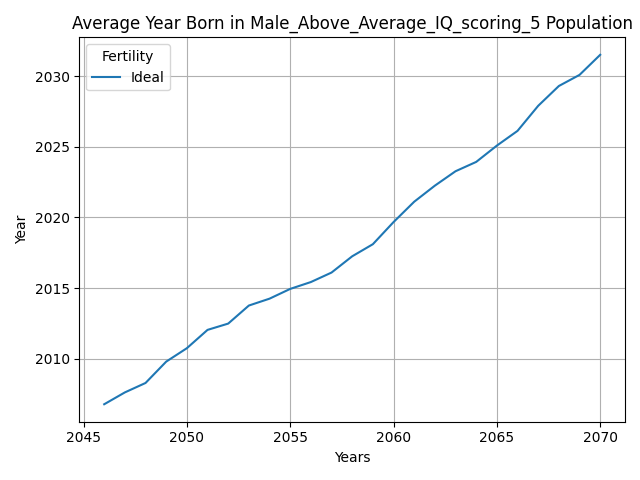 Average Year Born in Male_Above_Average_IQ_scoring_5 Population
Fertility
Ideal
2030
2025
2020
2015
2010
Year
2045 2050 2055 2060 2065 2070
Years